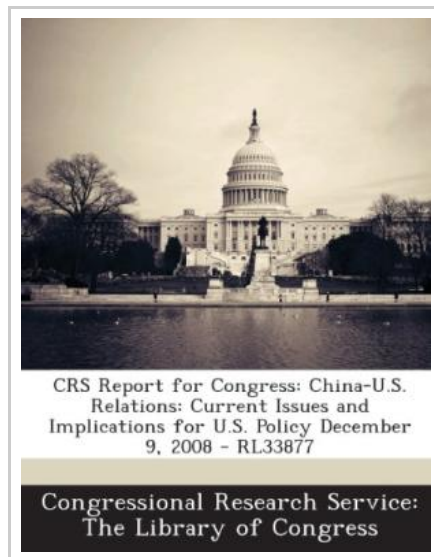 CRS Report for Congress: China-U.S.
Relations: Current Issues and
Implications for U.S. Policy December
9, 2008 - RL33877
Congressional Research Service:
The Library of Congress